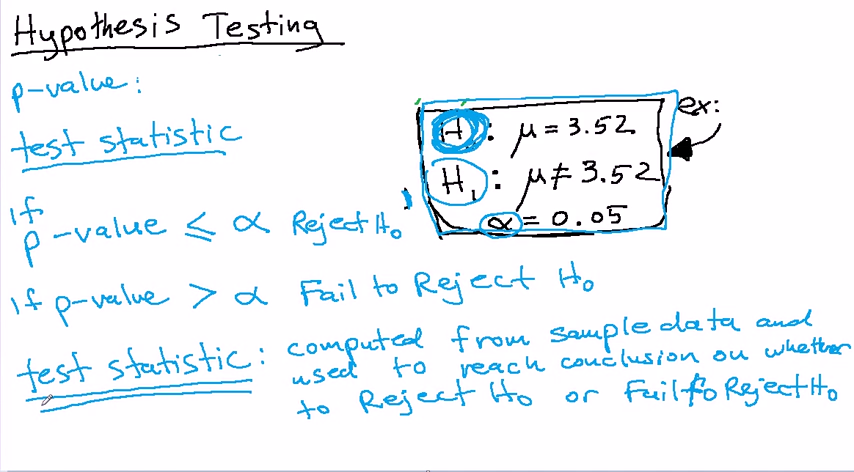 Hypothesis Testing
p-value:
test statistic
ex:
H : μ = 3.52
H₁ : μ ≠ 3.52
α = 0.05
if
p-value ≤ α Reject H₀
if p-value > α Fail to Reject H₀
test statistic: computed from sample data and
used to reach conclusion on whether
to Reject H₀ or Fail to Reject H₀